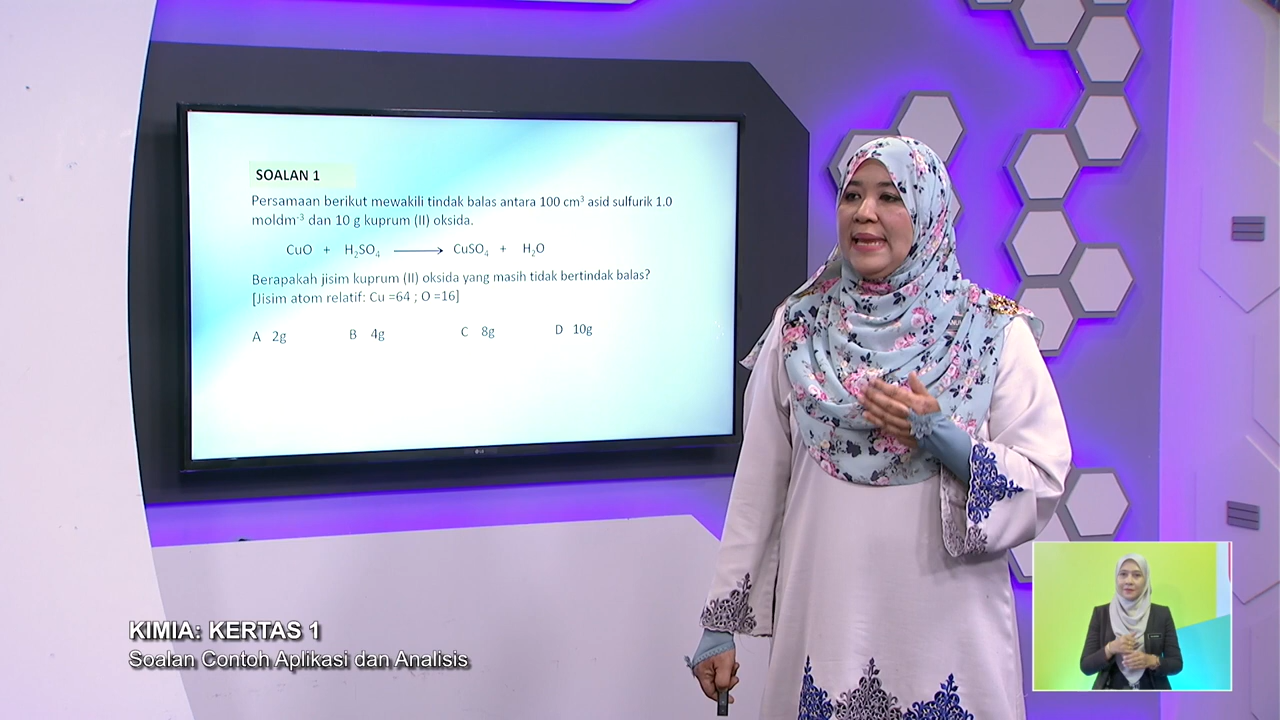 SOALAN 1
Persamaan berikut mewakili tindak balas antara 100 cm³ asid sulfurik 1.0
moldm⁻³ dan 10 g kuprum (II) oksida.
CuO + H₂SO₄ ⟶ CuSO₄ + H₂O
Berapakah jisim kuprum (II) oksida yang masih tidak bertindak balas?
[Jisim atom relatif: Cu =64 ; O =16]
A 2g B 4g C 8g D 10g
LG
KIMIA: KERTAS 1
Soalan Contoh Aplikasi dan Analisis